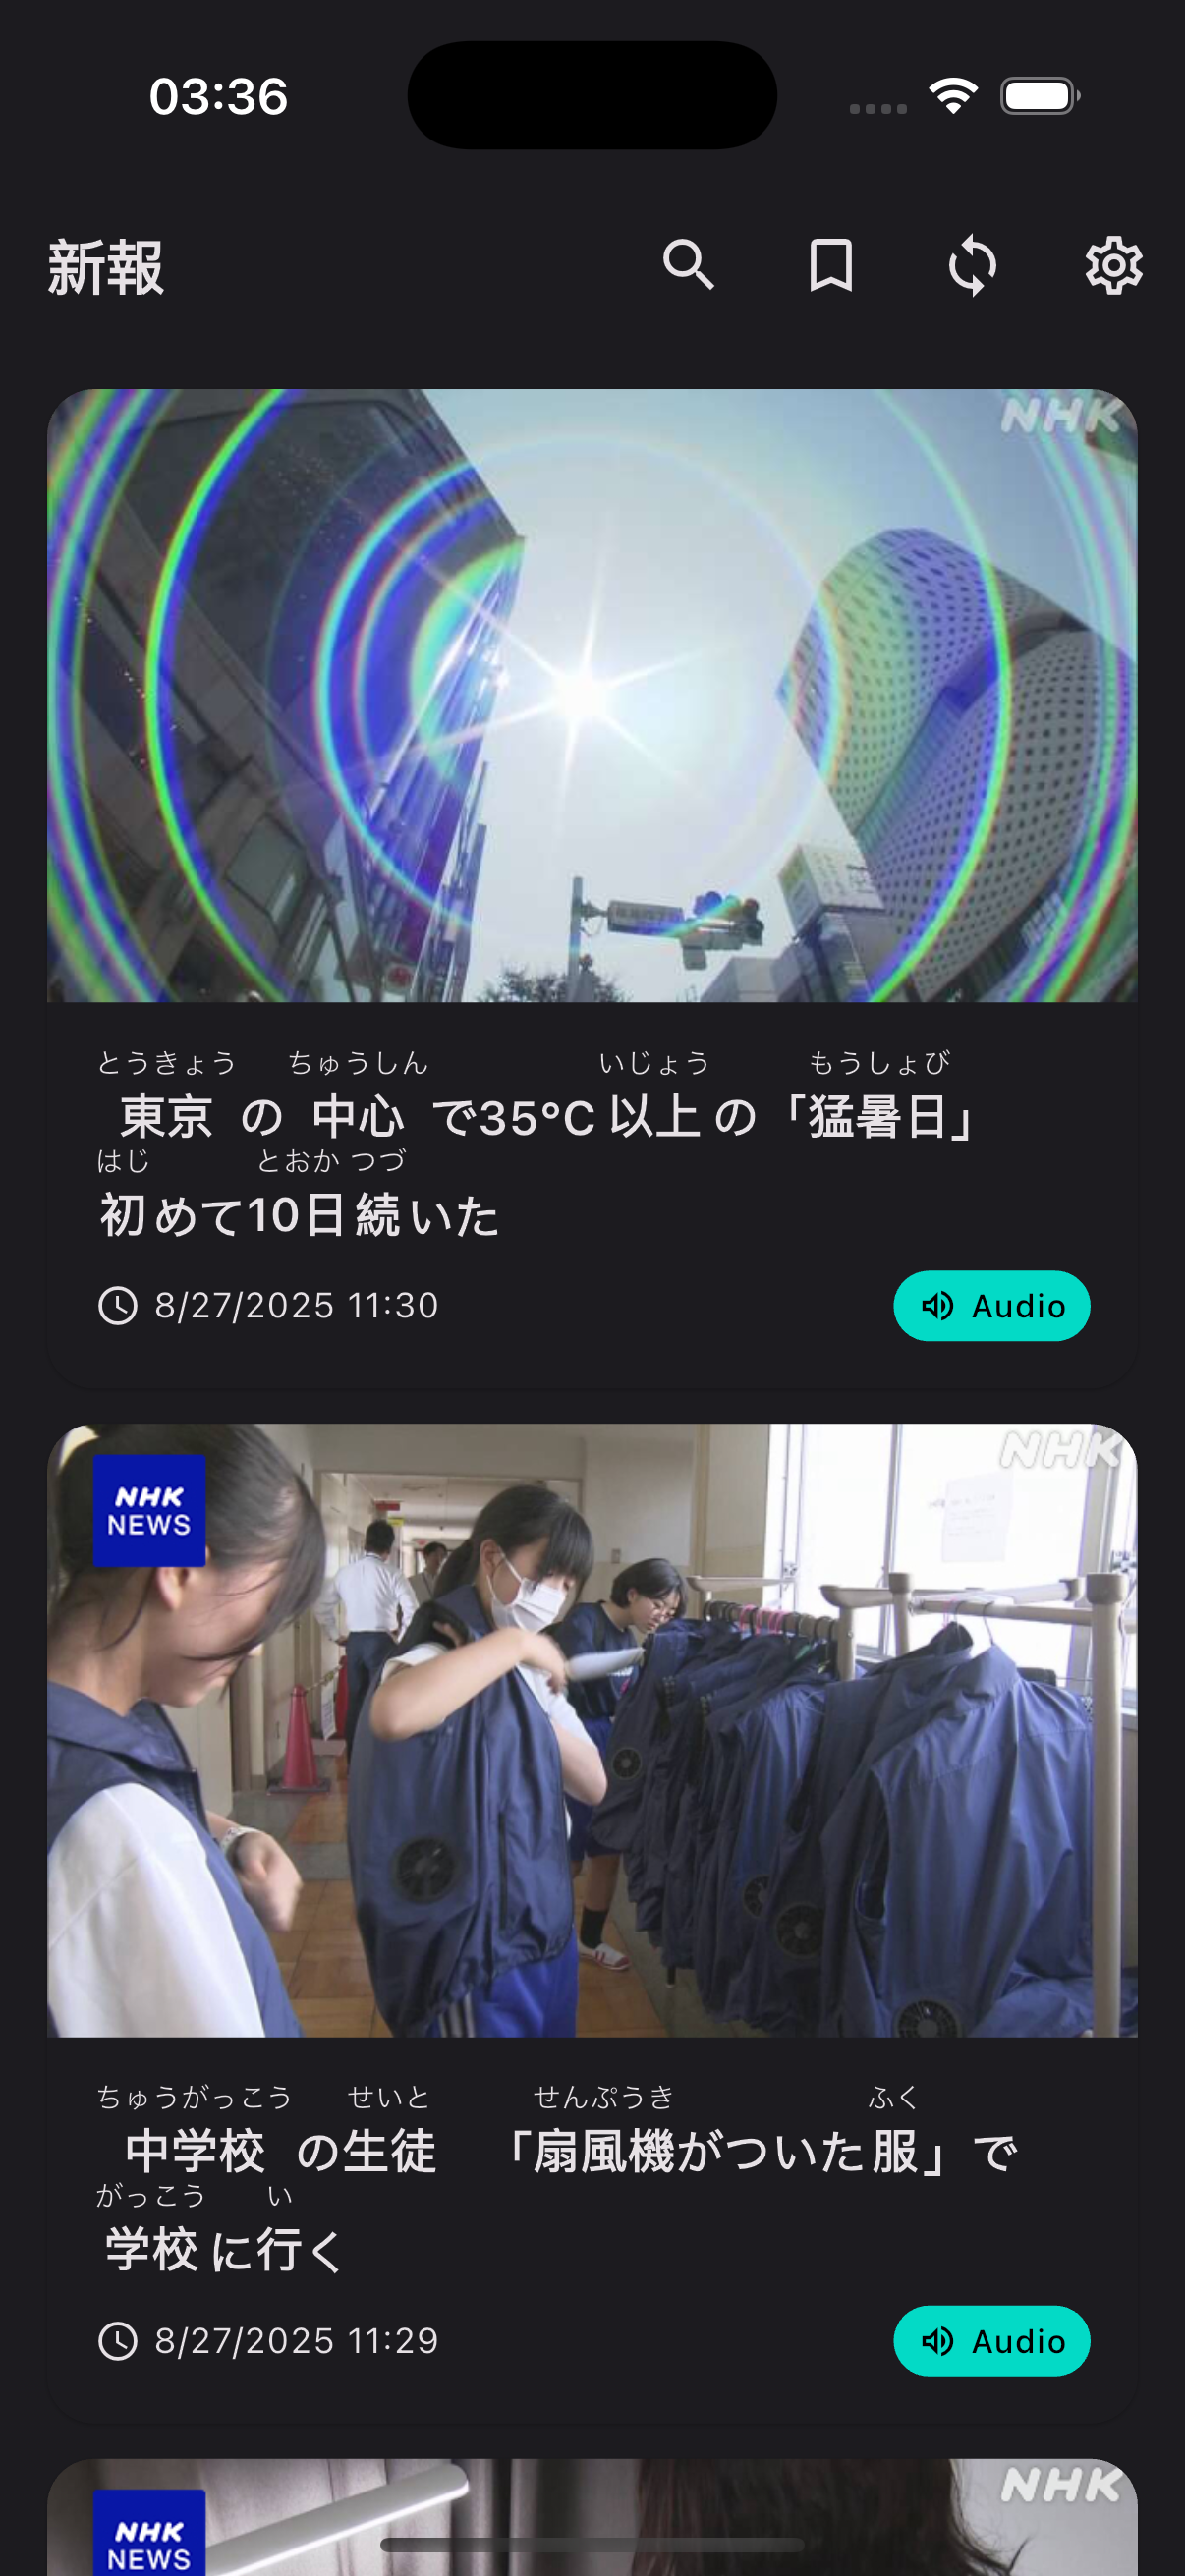 03:36
新報
NHK
とうきょう ちゅうしん いじょう もうしょび
東京の中心で35°C以上の「猛暑日」
はじ とおか つづ
初めて10日続いた
8/27/2025 11:30
Audio
NHK
NEWS
NHK
ちゅうがっこう せいと せんぷうき ふく
中学校の生徒 「扇風機がついた服」で
がっこう い
学校に行く
8/27/2025 11:29
Audio
NHK
NEWS
NHK